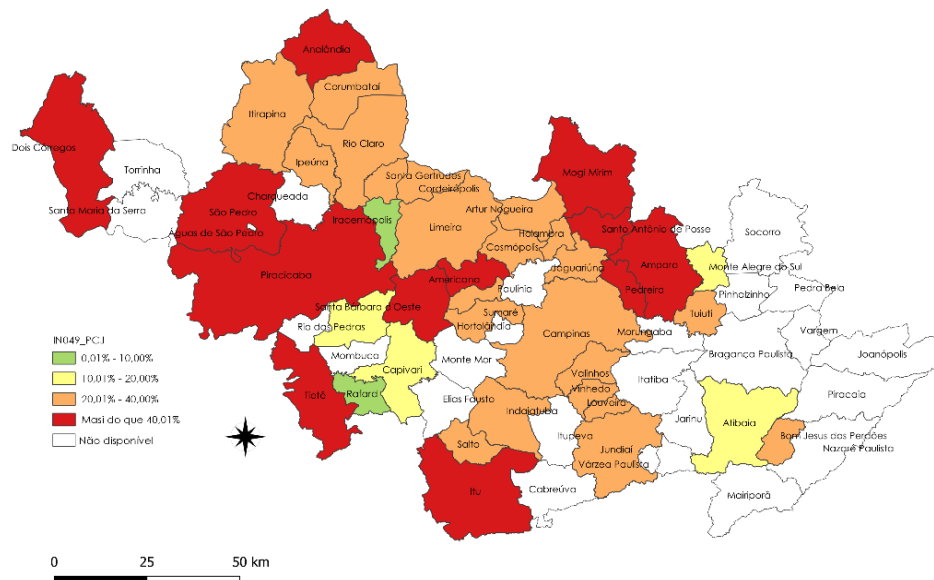 Analândia
Corumbataí
Itirapina
Dois Córregos
Rio Claro
Torrinha
Ipeúna
Mogi Mirim
Santa Gertrudes
Charqueada
Cordeirópolis
Santa Maria da Serra
São Pedro
Iracemápolis
Artur Nogueira
Limeira
Santo Antônio de Posse
Holambra
Águas de São Pedro
Cosmópolis
Socorro
Jaguariúna
Amparo
Monte Alegre do Sul
Piracicaba
Americana
Paulínia
Pedreira
Pinhalzinho
Pedra Bela
Santa Bárbara d'Oeste
Sumaré
Tuiuti
Rio das Pedras
Hortolândia
Campinas
Morungaba
Vargem
IN049_PCJ
0,01% - 10,00%
10,01% - 20,00%
20,01% - 40,00%
Masi do que 40,01%
Não disponível
Mombuca
Monte Mor
Bragança Paulista
Joanópolis
Capivari
Valinhos
Itatiba
Tietê
Rafard
Elias Fausto
Vinhedo
Louveira
Piracaia
Indaiatuba
Jarinu
Atibaia
Salto
Itupeva
Bom Jesus dos Perdões
Jundiaí
Nazaré Paulista
Várzea Paulista
Itu
Cabreúva
Mairiporã
0 25 50 km